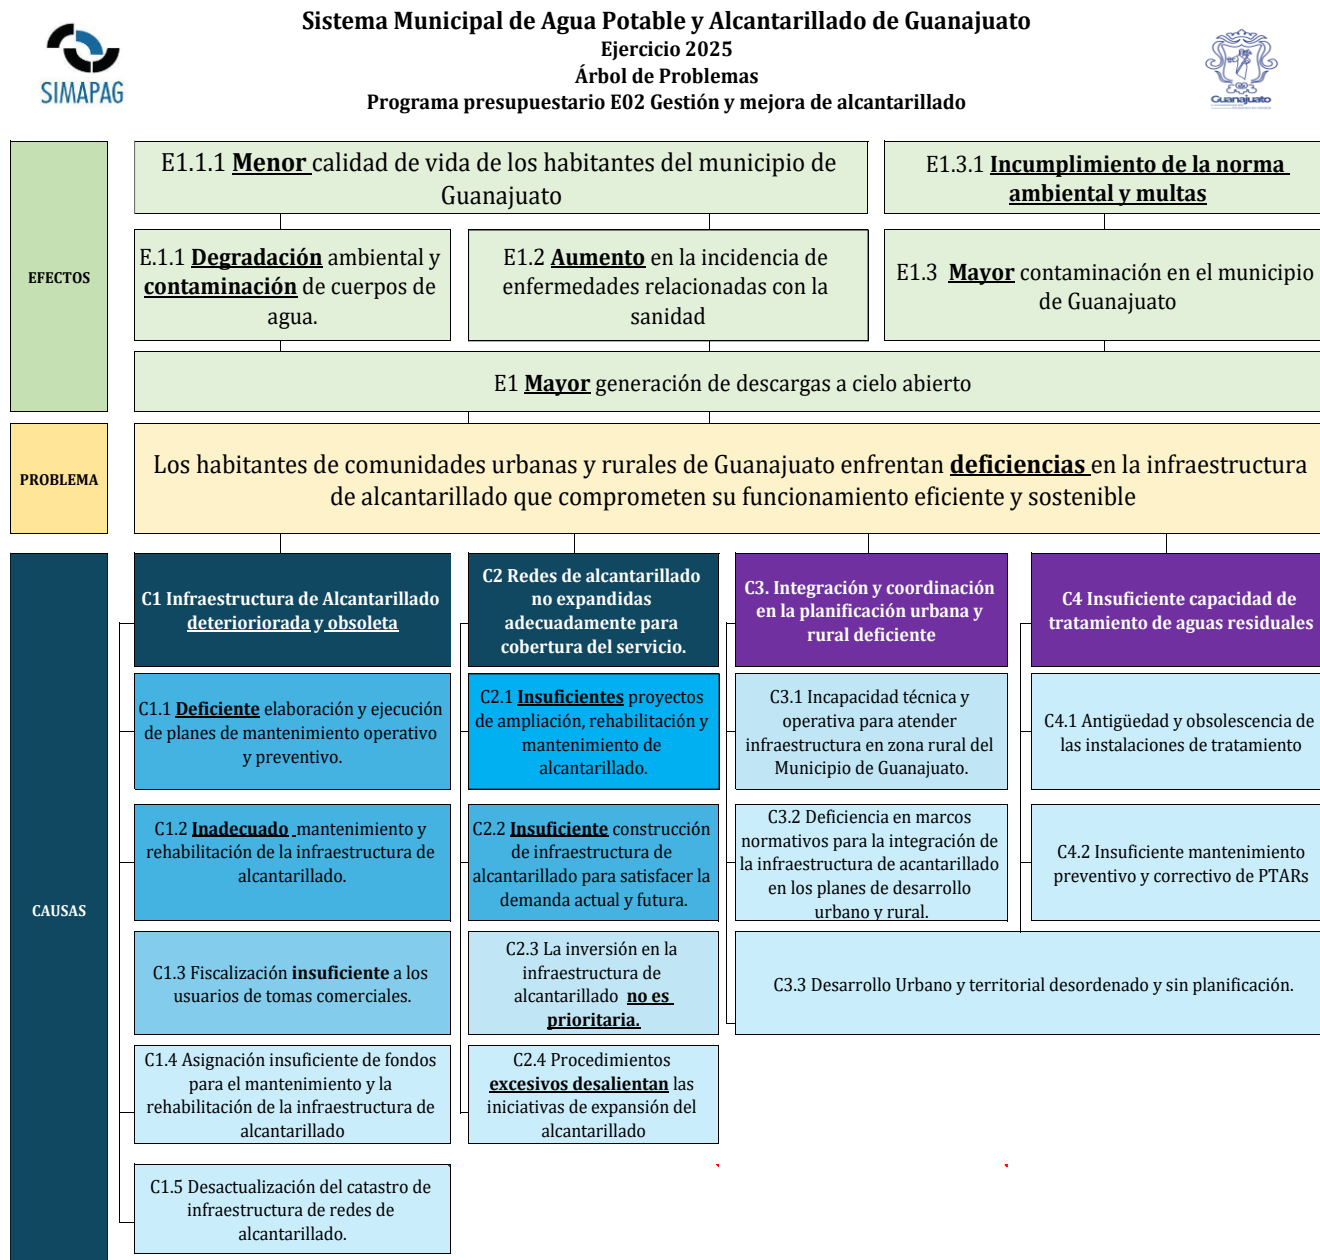 Sistema Municipal de Agua Potable y Alcantarillado de Guanajuato
Ejercicio 2025
Árbol de Problemas
Programa presupuestario E02 Gestión y mejora de alcantarillado
SIMAPAG
Guanajuato
EFECTOS
E1.1.1 Menor calidad de vida de los habitantes del municipio de
Guanajuato
E1.3.1 Incumplimiento de la norma
ambiental y multas
E.1.1 Degradación ambiental y
contaminación de cuerpos de
agua.
E1.2 Aumento en la incidencia de
enfermedades relacionadas con la
sanidad
E1.3 Mayor contaminación en el municipio
de Guanajuato
E1 Mayor generación de descargas a cielo abierto
PROBLEMA
Los habitantes de comunidades urbanas y rurales de Guanajuato enfrentan deficiencias en la infraestructura
de alcantarillado que comprometen su funcionamiento eficiente y sostenible
CAUSAS
C1 Infraestructura de Alcantarillado
deterioriorada y obsoleta
C1.1 Deficiente elaboración y ejecución
de planes de mantenimiento operativo
y preventivo.
C1.2 Inadecuado mantenimiento y
rehabilitación de la infraestructura de
alcantarillado.
C1.3 Fiscalización insuficiente a los
usuarios de tomas comerciales.
C1.4 Asignación insuficiente de fondos
para el mantenimiento y la
rehabilitación de la infraestructura de
alcantarillado
C1.5 Desactualización del catastro de
infraestructura de redes de
alcantarillado.
C2 Redes de alcantarillado
no expandidas
adecuadamente para
cobertura del servicio.
C2.1 Insuficientes proyectos
de ampliación, rehabilitación y
mantenimiento de
alcantarillado.
C2.2 Insuficiente construcción
de infraestructura de
alcantarillado para satisfacer la
demanda actual y futura.
C2.3 La inversión en la
infraestructura de
alcantarillado no es
prioritaria.
C2.4 Procedimientos
excesivos desalientan las
iniciativas de expansión del
alcantarillado
C3. Integración y coordinación
en la planificación urbana y
rural deficiente
C3.1 Incapacidad técnica y
operativa para atender
infraestructura en zona rural del
Municipio de Guanajuato.
C3.2 Deficiencia en marcos
normativos para la integración de
la infraestructura de acantarillado
en los planes de desarrollo
urbano y rural.
C4 Insuficiente capacidad de
tratamiento de aguas residuales
C4.1 Antigüedad y obsolescencia de
las instalaciones de tratamiento
C4.2 Insuficiente mantenimiento
preventivo y correctivo de PTARs
C3.3 Desarrollo Urbano y territorial desordenado y sin planificación.